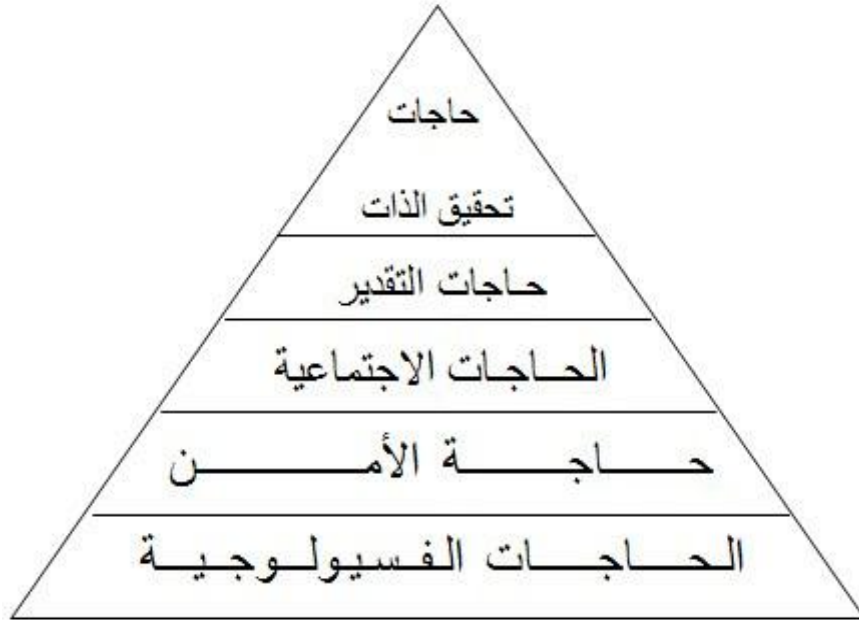 حاجات
تحقيق الذات
حاجات التقدير
الحاجات الاجتماعية
حاجة الأمن
الحاجات الفسيولوجية